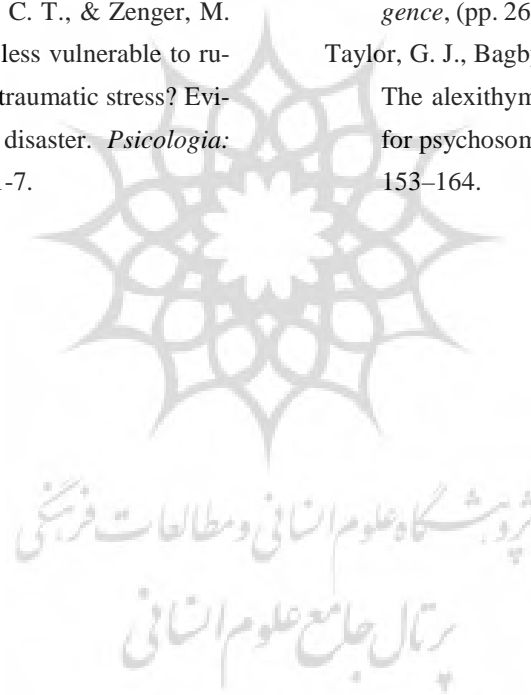 C. T., & Zenger, M.
less vulnerable to ru-
traumatic stress? Evi-
disaster. Psicologia:
-7.
gence, (pp. 26
Taylor, G. J., Bagby
The alexithym
for psychosom
153–164.
پژوهشگاه علوم انسانی و مطالعات فرهنگی
پرتال جامع علوم انسانی